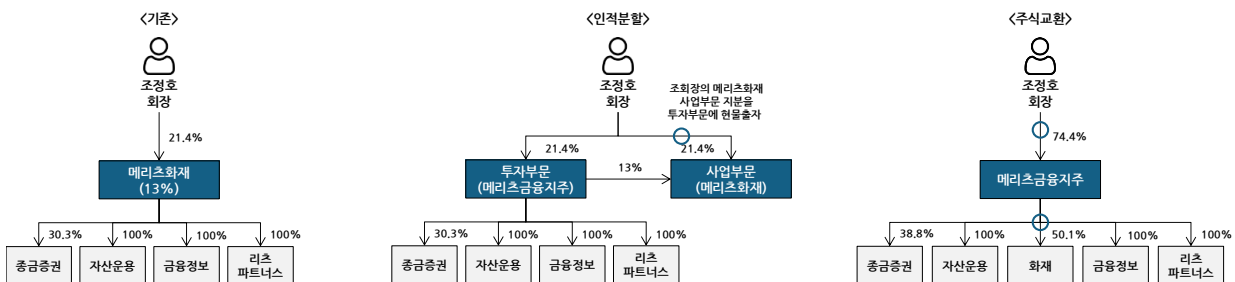 <기존>
조정호
회장
21.4%
메리츠화재
(13%)
30.3%
100%
100%
100%
종금증권
자산운용
금융정보
리츠
파트너스
<인적분할>
조정호
회장
조회장의 메리츠화재
사업부문 지분을
투자부문에 현물출자
21.4%
21.4%
투자부문
(메리츠금융지주)
13%
사업부문
(메리츠화재)
30.3%
100%
100%
100%
종금증권
자산운용
금융정보
리츠
파트너스
<주식교환>
조정호
회장
74.4%
메리츠금융지주
38.8%
100%
50.1%
100%
100%
종금증권
자산운용
화재
금융정보
리츠
파트너스